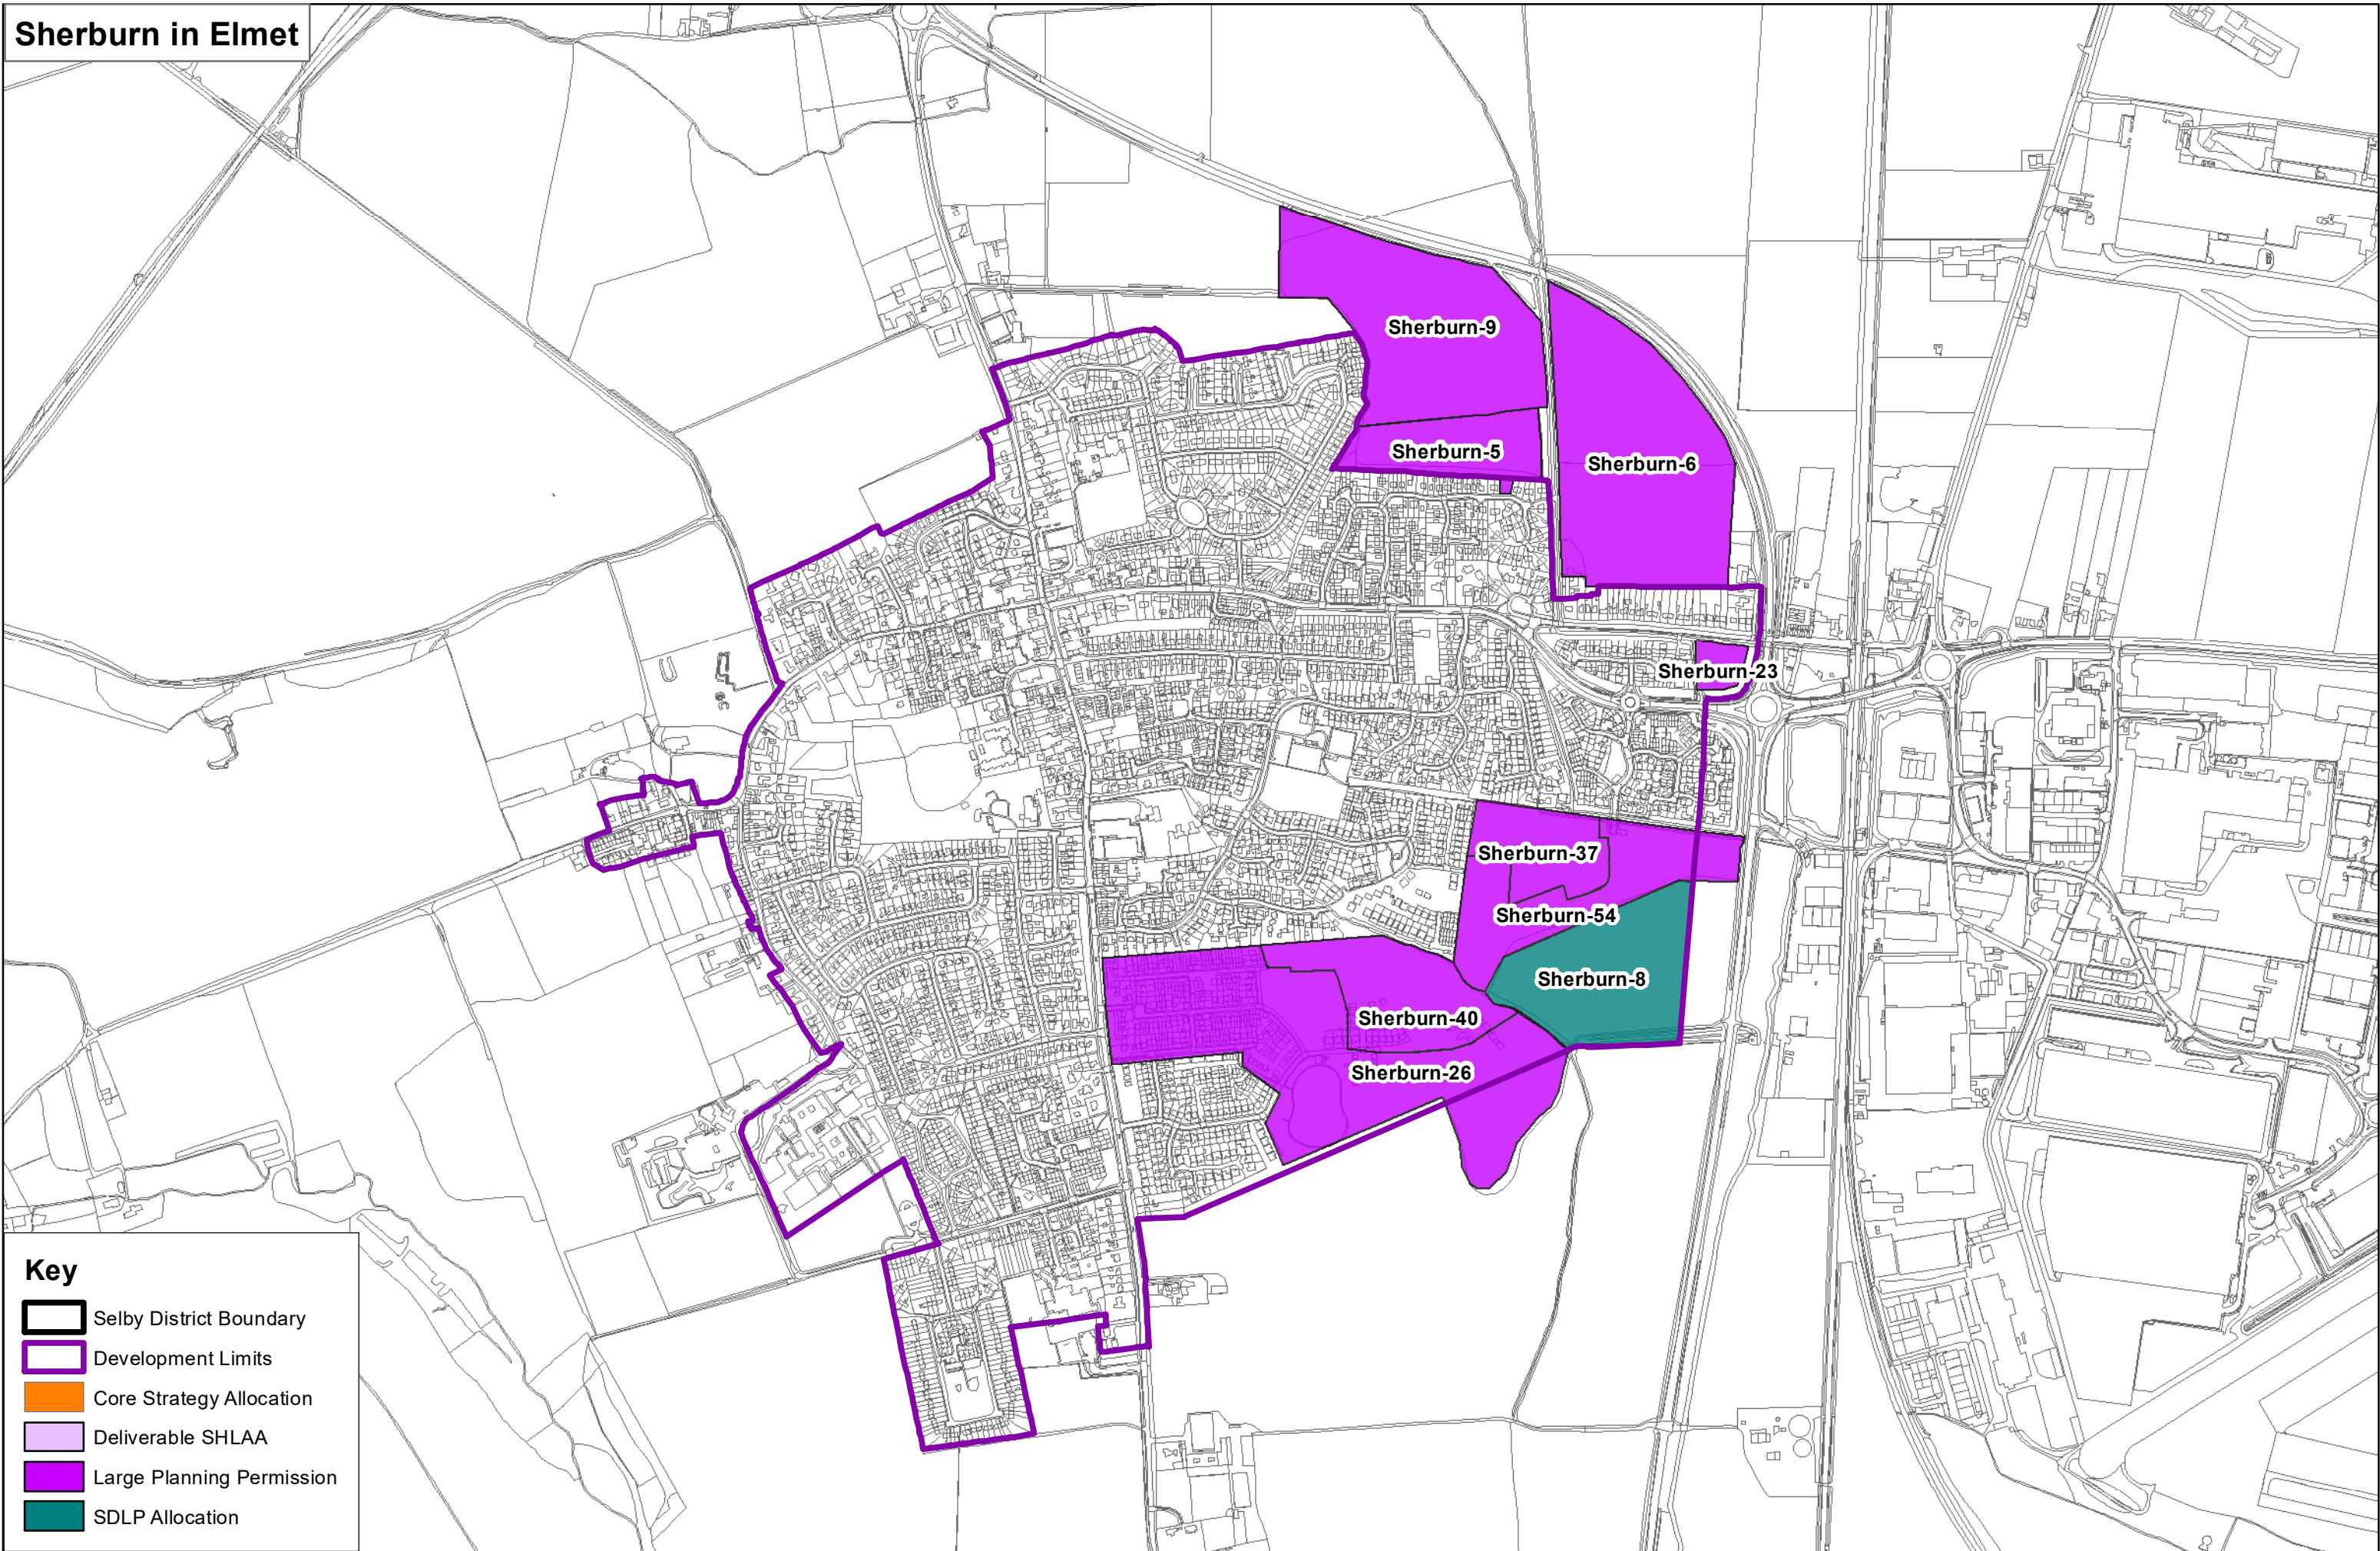 Sherburn in Elmet
Sherburn-9
Sherburn-5
Sherburn-6
Sherburn-23
Sherburn-37
Sherburn-54
Sherburn-8
Sherburn-40
Sherburn-26
Key
Selby District Boundary
Development Limits
Core Strategy Allocation
Deliverable SHLAA
Large Planning Permission
SDLP Allocation